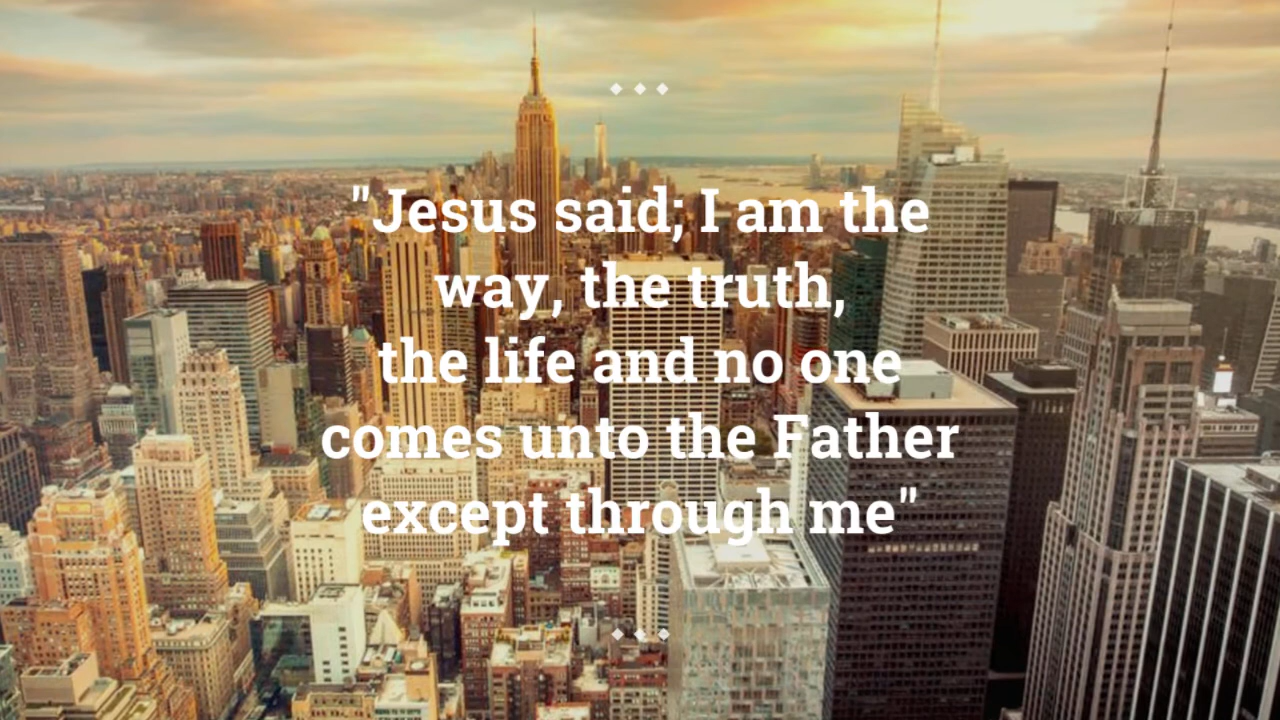 "Jesus said; I am the
way, the truth,
the life and no one
comes unto the Father
except through me"